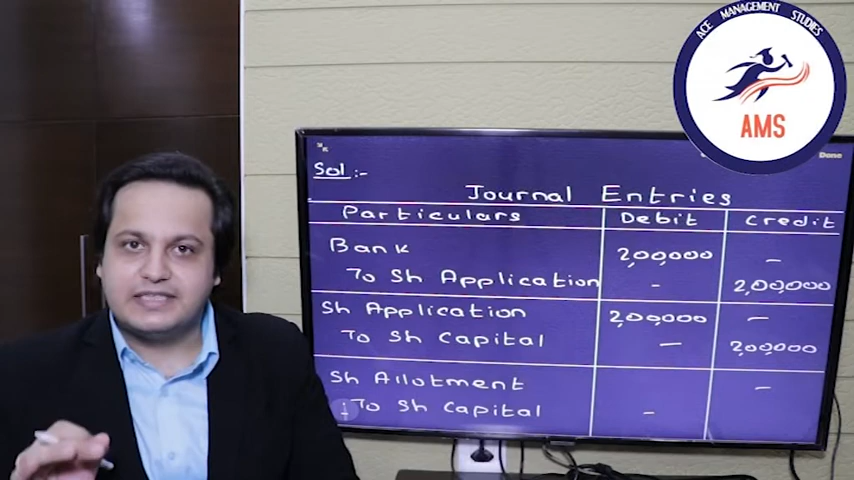 ACE MANAGEMENT STUDIES
AMS
Done
Sol :-
Journal Entries
Particulars Debit Credit
Bank 2,00,000 -
To Sh Application - 2,00,000
Sh Application 2,00,000 -
To Sh Capital - 2,00,000
Sh Allotment -
To Sh Capital -